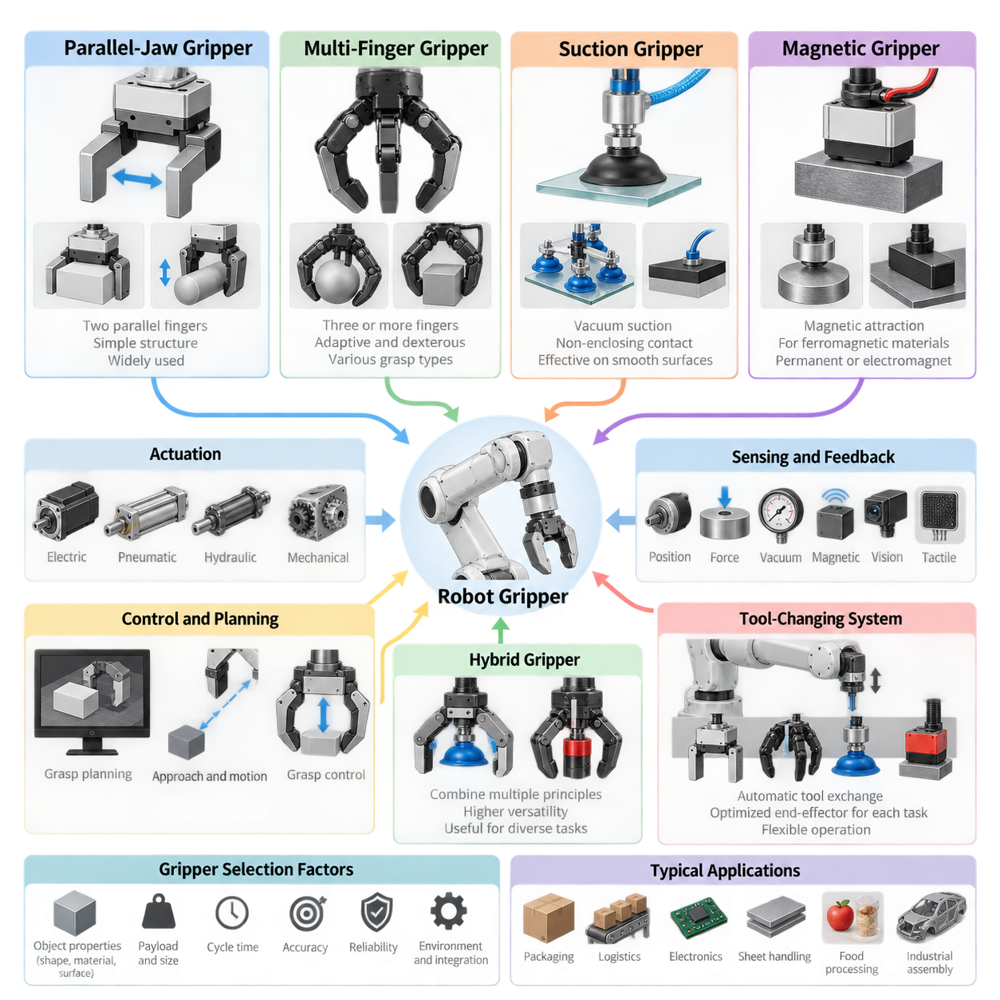 Parallel-Jaw Gripper
Two parallel fingers
Simple structure
Widely used
Multi-Finger Gripper
Three or more fingers
Adaptive and dexterous
Various grasp types
Suction Gripper
Vacuum suction
Non-enclosing contact
Effective on smooth surfaces
Magnetic Gripper
Magnetic attraction
For ferromagnetic materials
Permanent or electromagnet
Actuation
Electric
Pneumatic
Hydraulic
Mechanical
Robot Gripper
Sensing and Feedback
Position
Force
Vacuum
Magnetic
Vision
Tactile
Control and Planning
Grasp planning
Approach and motion
Grasp control
Hybrid Gripper
Combine multiple principles
Higher versatility
Useful for diverse tasks
Tool-Changing System
Automatic tool exchange
Optimized end-effector for each task
Flexible operation
Gripper Selection Factors
Object properties
(shape, material,
surface)
Payload
and size
Cycle time
Accuracy
Reliability
Environment
and integration
Typical Applications
Packaging
Logistics
Electronics
Sheet handling
Food
processing
Industrial
assembly